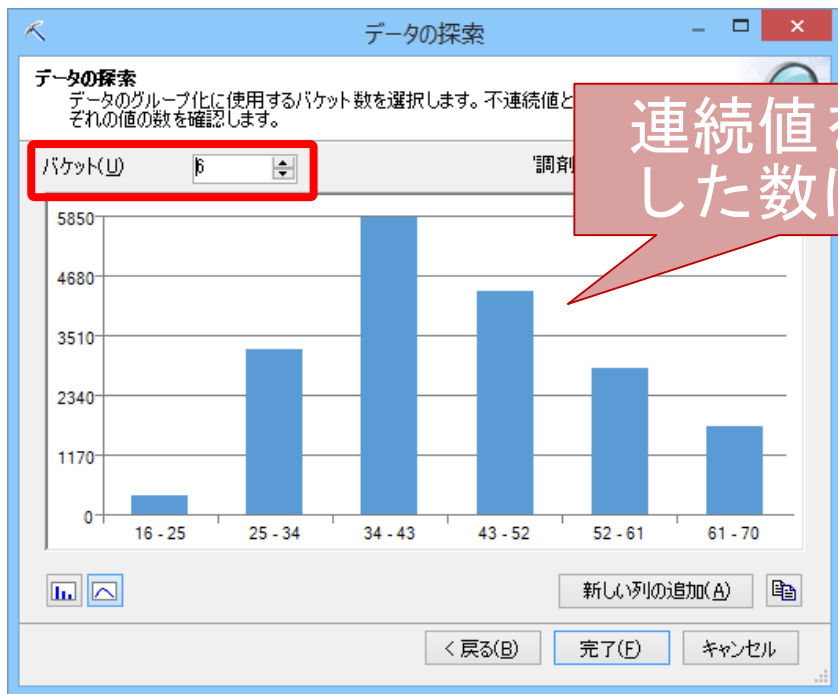 データの探索
データの探索
データのグループ化に使用するバケット数を選択します。不連続値と
ぞれの値の数を確認します。
連続値を
した数に
バケット(U) 6
調剤
5850
4680
3510
2340
1170
0
16 - 25 25 - 34 34 - 43 43 - 52 52 - 61 61 - 70
新しい列の追加(A)
< 戻る(B) 完了(F) キャンセル